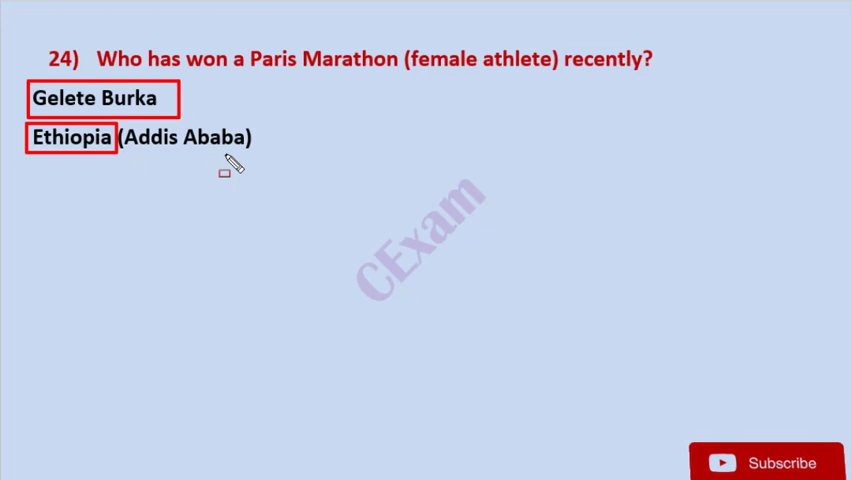 24) Who has won a Paris Marathon (female athlete) recently?
Gelete Burka
Ethiopia (Addis Ababa)
CExam
Subscribe